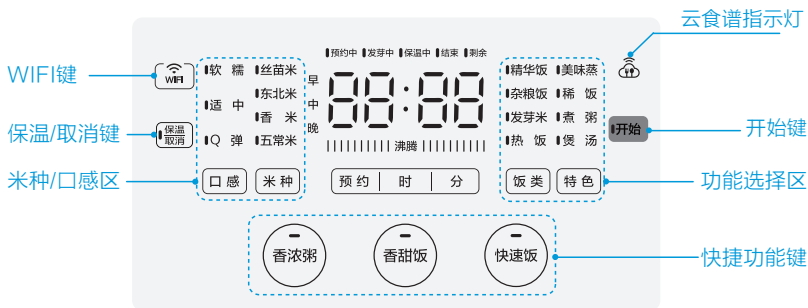 云食谱指示灯
预约中 发芽中 保温中 结束 剩余
WIFI键 WIFI 软 糯 丝苗米 早 88:88 精华饭 美味蒸
东北米 杂粮饭 稀 饭
适 中 中
香 米 发芽米 煮 粥
保温/取消键 保温 取消 晚 开始 开始键
Q 弹 五常米 沸腾 热 饭 煲 汤
米种/口感区 口感 米种 预约 时 分 饭类 特色 功能选择区
香浓粥 香甜饭 快速饭 快捷功能键